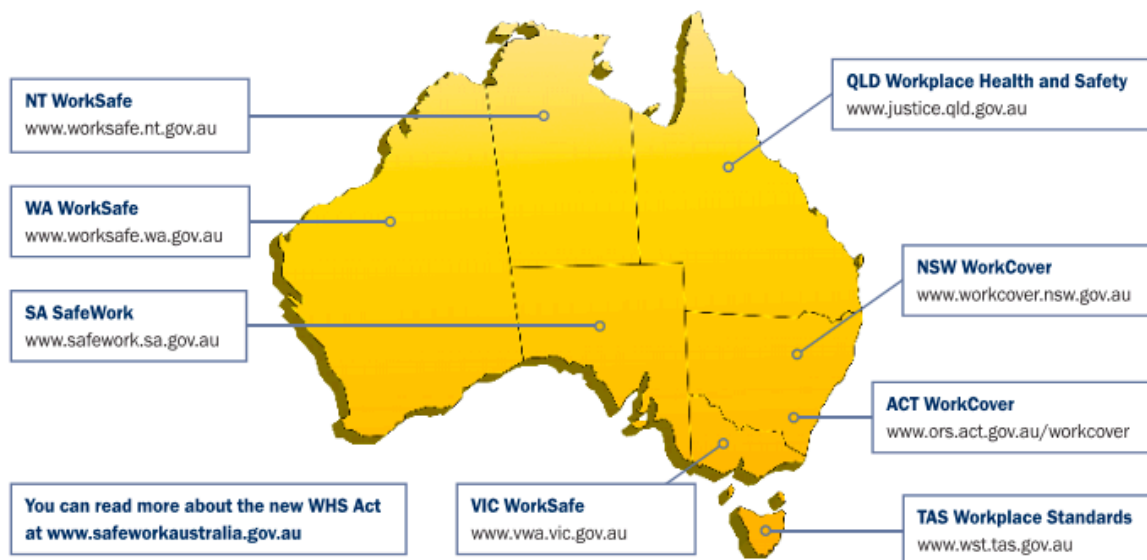 NT WorkSafe
www.worksafe.nt.gov.au
WA WorkSafe
www.worksafe.wa.gov.au
SA SafeWork
www.safework.sa.gov.au
You can read more about the new WHS Act
at www.safeworkaustralia.gov.au
VIC WorkSafe
www.vwa.vic.gov.au
QLD Workplace Health and Safety
www.justice.qld.gov.au
NSW WorkCover
www.workcover.nsw.gov.au
ACT WorkCover
www.ors.act.gov.au/workcover
TAS Workplace Standards
www.wst.tas.gov.au